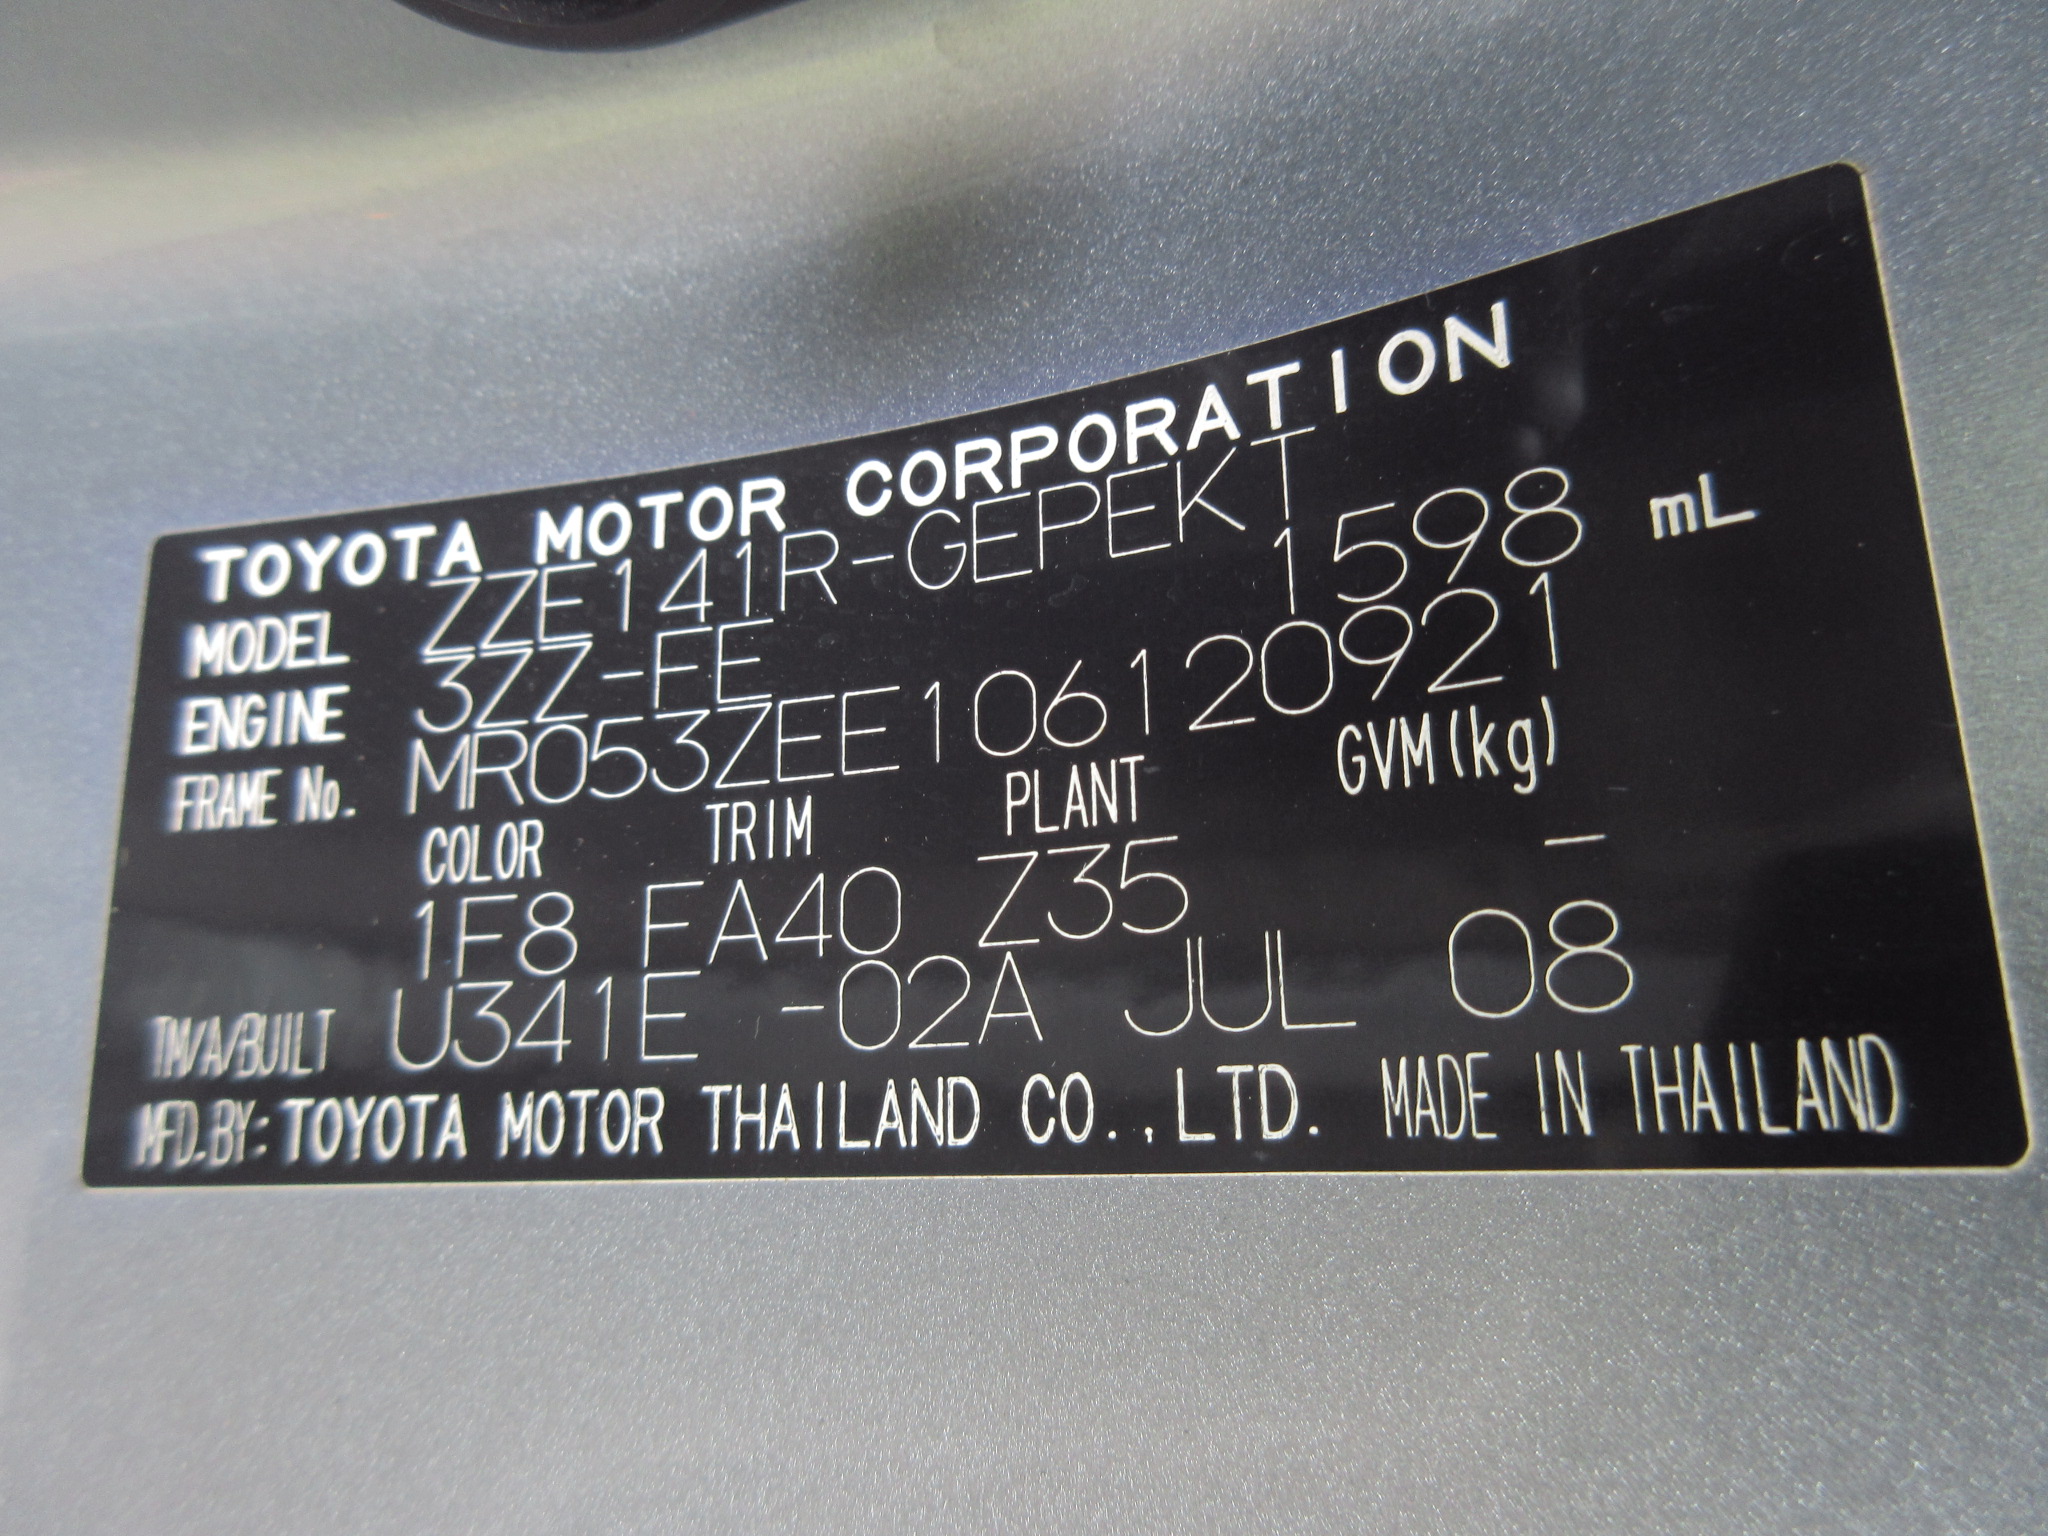 TOYOTA MOTOR CORPORATION
MODEL ZZE141R-GEPEKT
ENGINE 3ZZ-FE 1598 mL
FRAME No. MR053ZEE106120921
COLOR TRIM PLANT GVM(kg)
1F8 FA40 Z35 –
TM/A/BUILT U341E -02A JUL 08
MFD.BY: TOYOTA MOTOR THAILAND CO.,LTD. MADE IN THAILAND